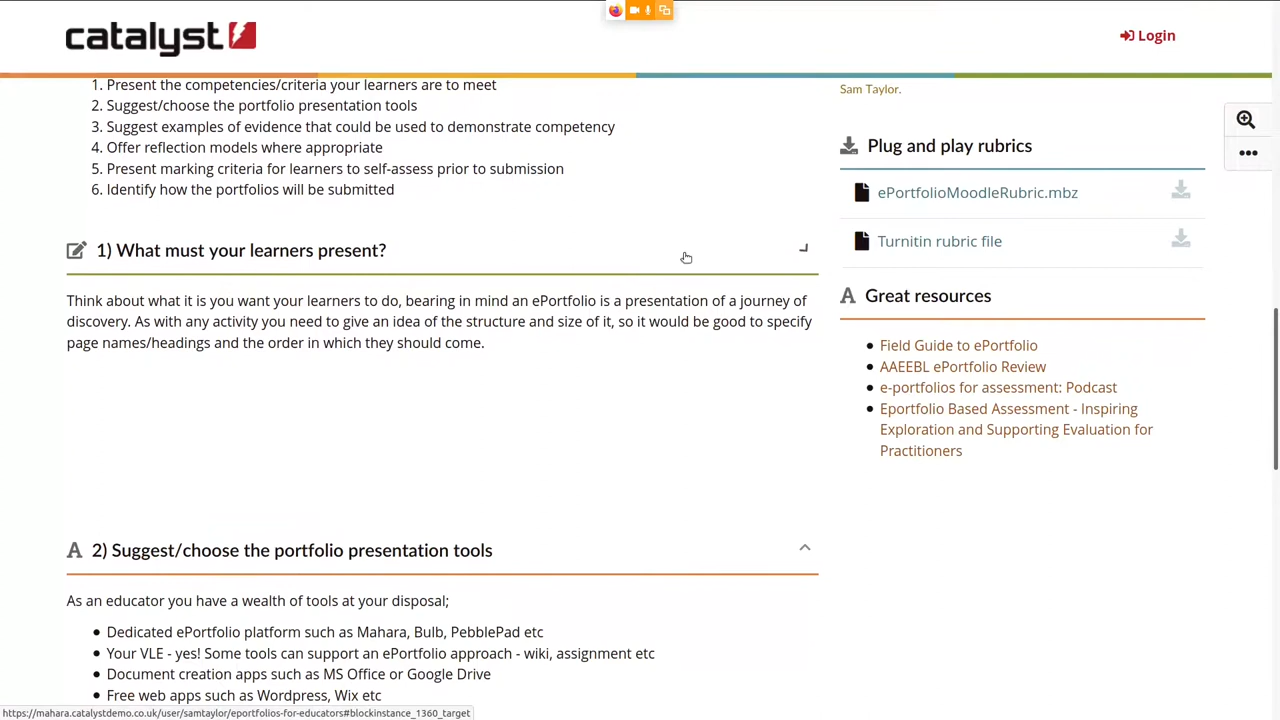 catalyst
Login
1. Present the competencies/criteria your learners are to meet
2. Suggest/choose the portfolio presentation tools
3. Suggest examples of evidence that could be used to demonstrate competency
4. Offer reflection models where appropriate
5. Present marking criteria for learners to self-assess prior to submission
6. Identify how the portfolios will be submitted
1) What must your learners present?
Think about what it is you want your learners to do, bearing in mind an ePortfolio is a presentation of a journey of
discovery. As with any activity you need to give an idea of the structure and size of it, so it would be good to specify
page names/headings and the order in which they should come.
2) Suggest/choose the portfolio presentation tools
As an educator you have a wealth of tools at your disposal;
Dedicated ePortfolio platform such as Mahara, Bulb, PebblePad etc
Your VLE - yes! Some tools can support an ePortfolio approach - wiki, assignment etc
Document creation apps such as MS Office or Google Drive
Free web apps such as Wordpress, Wix etc
Sam Taylor.
Plug and play rubrics
ePortfolioMoodleRubric.mbz
Turnitin rubric file
Great resources
Field Guide to ePortfolio
AAEEBL ePortfolio Review
e-portfolios for assessment: Podcast
Eportfolio Based Assessment - Inspiring
Exploration and Supporting Evaluation for
Practitioners
https://mahara.catalystdemo.co.uk/user/samtaylor/eportfolios-for-educators#blockinstance_1360_target